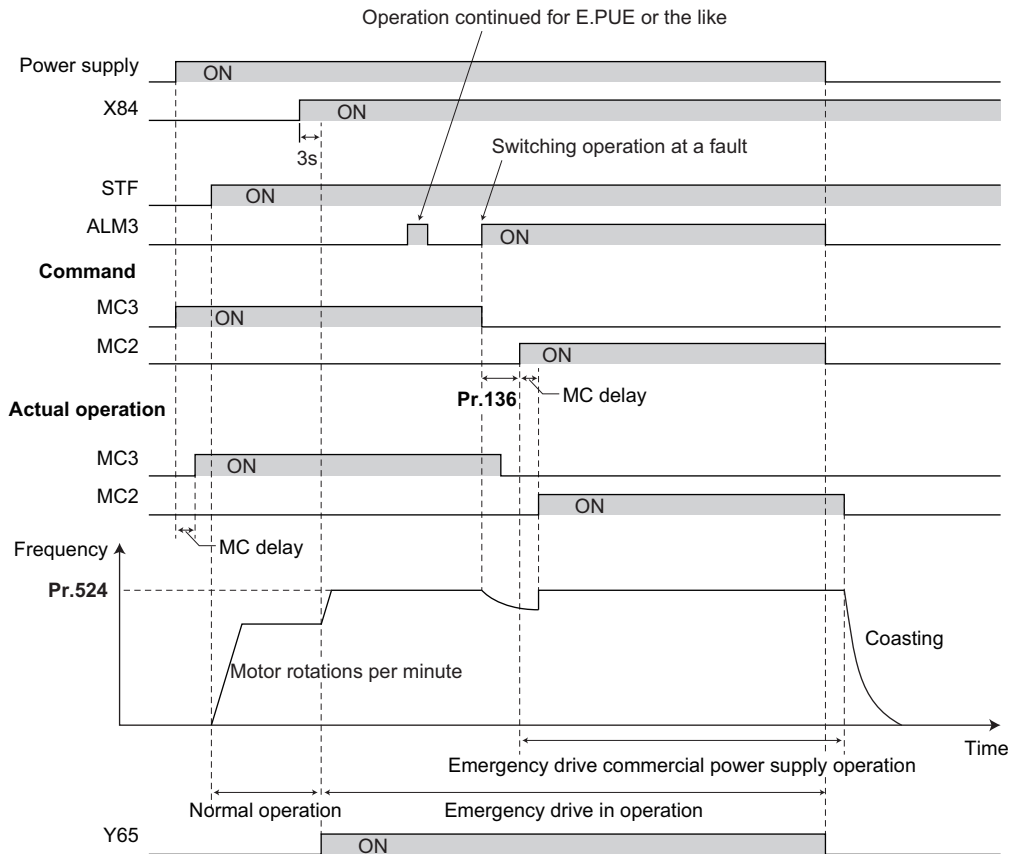 Operation continued for E.PUE or the like
Power supply
ON
X84
ON
3s
Switching operation at a fault
STF
ON
ALM3
ON
Command
MC3
ON
MC2
ON
Pr.136
MC delay
Actual operation
MC3
ON
MC2
ON
MC delay
Frequency
Pr.524
Coasting
Motor rotations per minute
Time
Emergency drive commercial power supply operation
Normal operation
Emergency drive in operation
Y65
ON